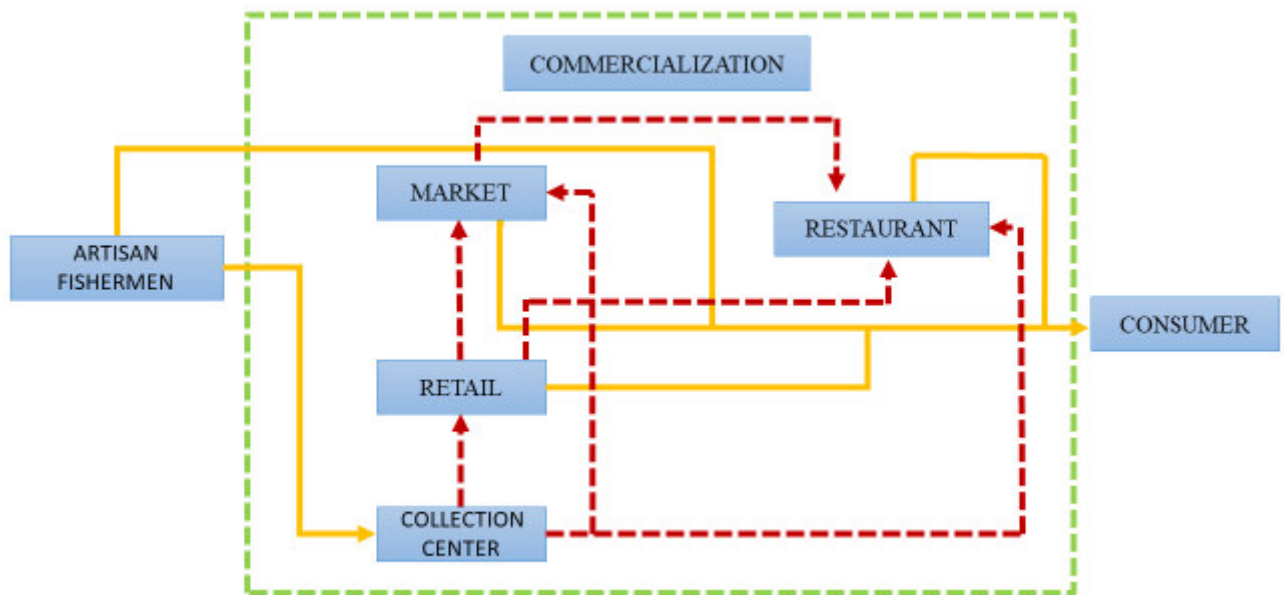 COMMERCIALIZATION
MARKET
RESTAURANT
ARTISAN
FISHERMEN
CONSUMER
RETAIL
COLLECTION
CENTER